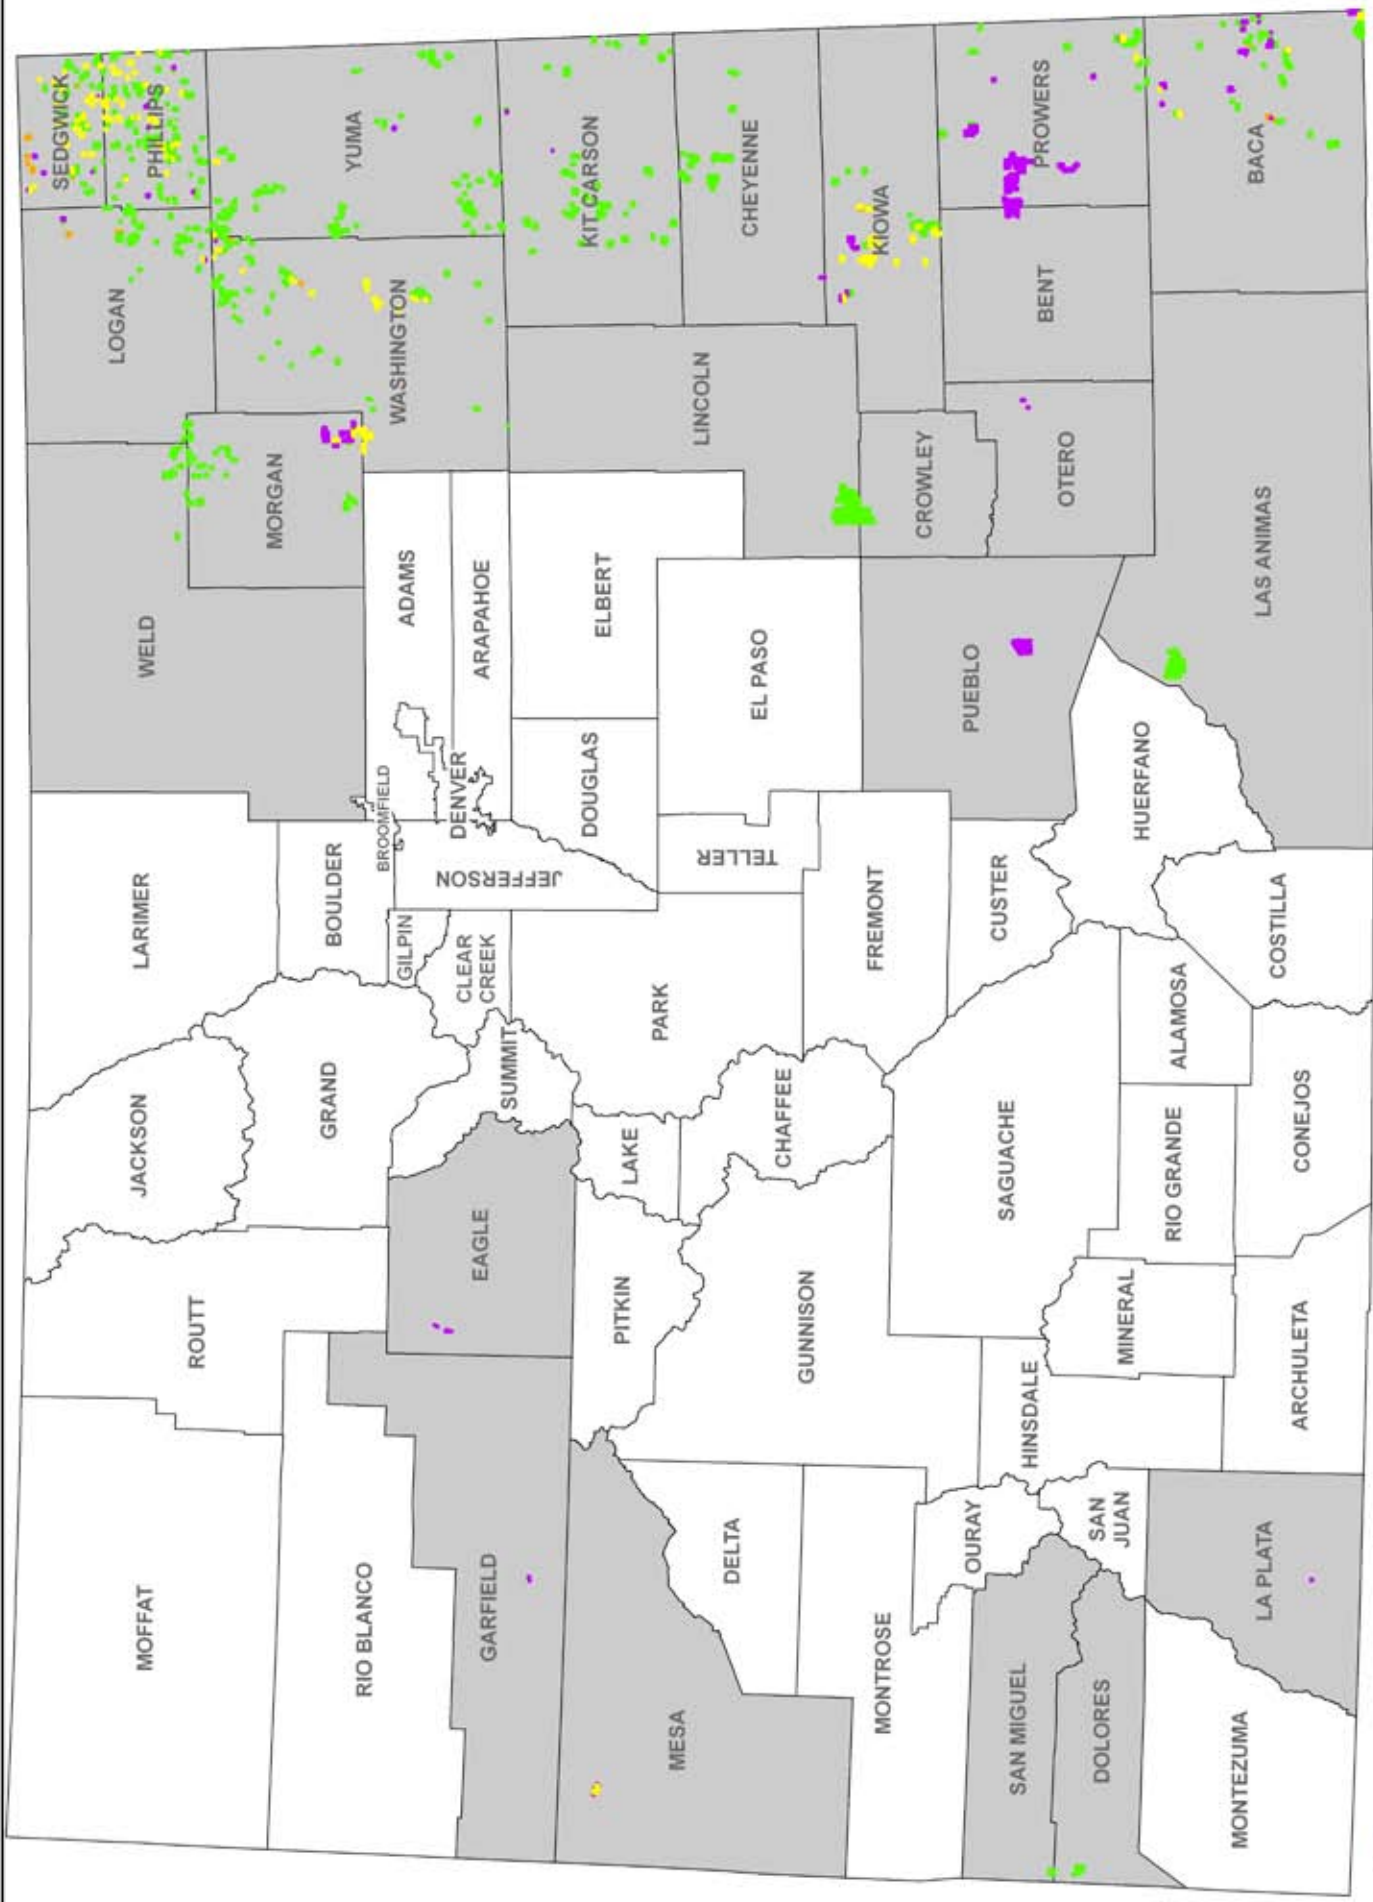 MOFFAT
ROUTT
JACKSON
LARIMER
WELD
LOGAN
SEDGWICK
PHILLIPS
MORGAN
RIO BLANCO
GRAND
BOULDER
BROOMFIELD
GILPIN
ADAMS
WASHINGTON
YUMA
GARFIELD
EAGLE
SUMMIT
CLEAR
CREEK
JEFFERSON
DENVER
ARAPAHOE
MESA
PITKIN
LAKE
PARK
DOUGLAS
ELBERT
KIT CARSON
DELTA
GUNNISON
CHAFFEE
TELLER
EL PASO
LINCOLN
CHEYENNE
MONTROSE
FREMONT
CROWLEY
KIOWA
OURAY
HINSDALE
SAGUACHE
CUSTER
PUEBLO
OTERO
BENT
PROWERS
SAN MIGUEL
DOLORES
SAN
JUAN
MINERAL
RIO GRANDE
ALAMOSA
HUERFANO
MONTEZUMA
LA PLATA
ARCHULETA
CONEJOS
COSTILLA
LAS ANIMAS
BACA